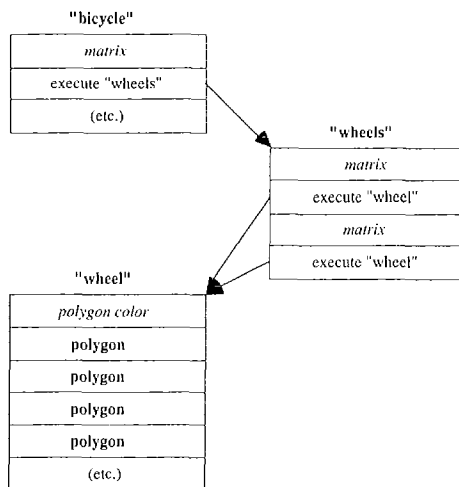 "bicycle"
matrix
execute "wheels"
(etc.)
"wheels"
matrix
execute "wheel"
matrix
execute "wheel"
"wheel"
polygon color
polygon
polygon
polygon
polygon
(etc.)